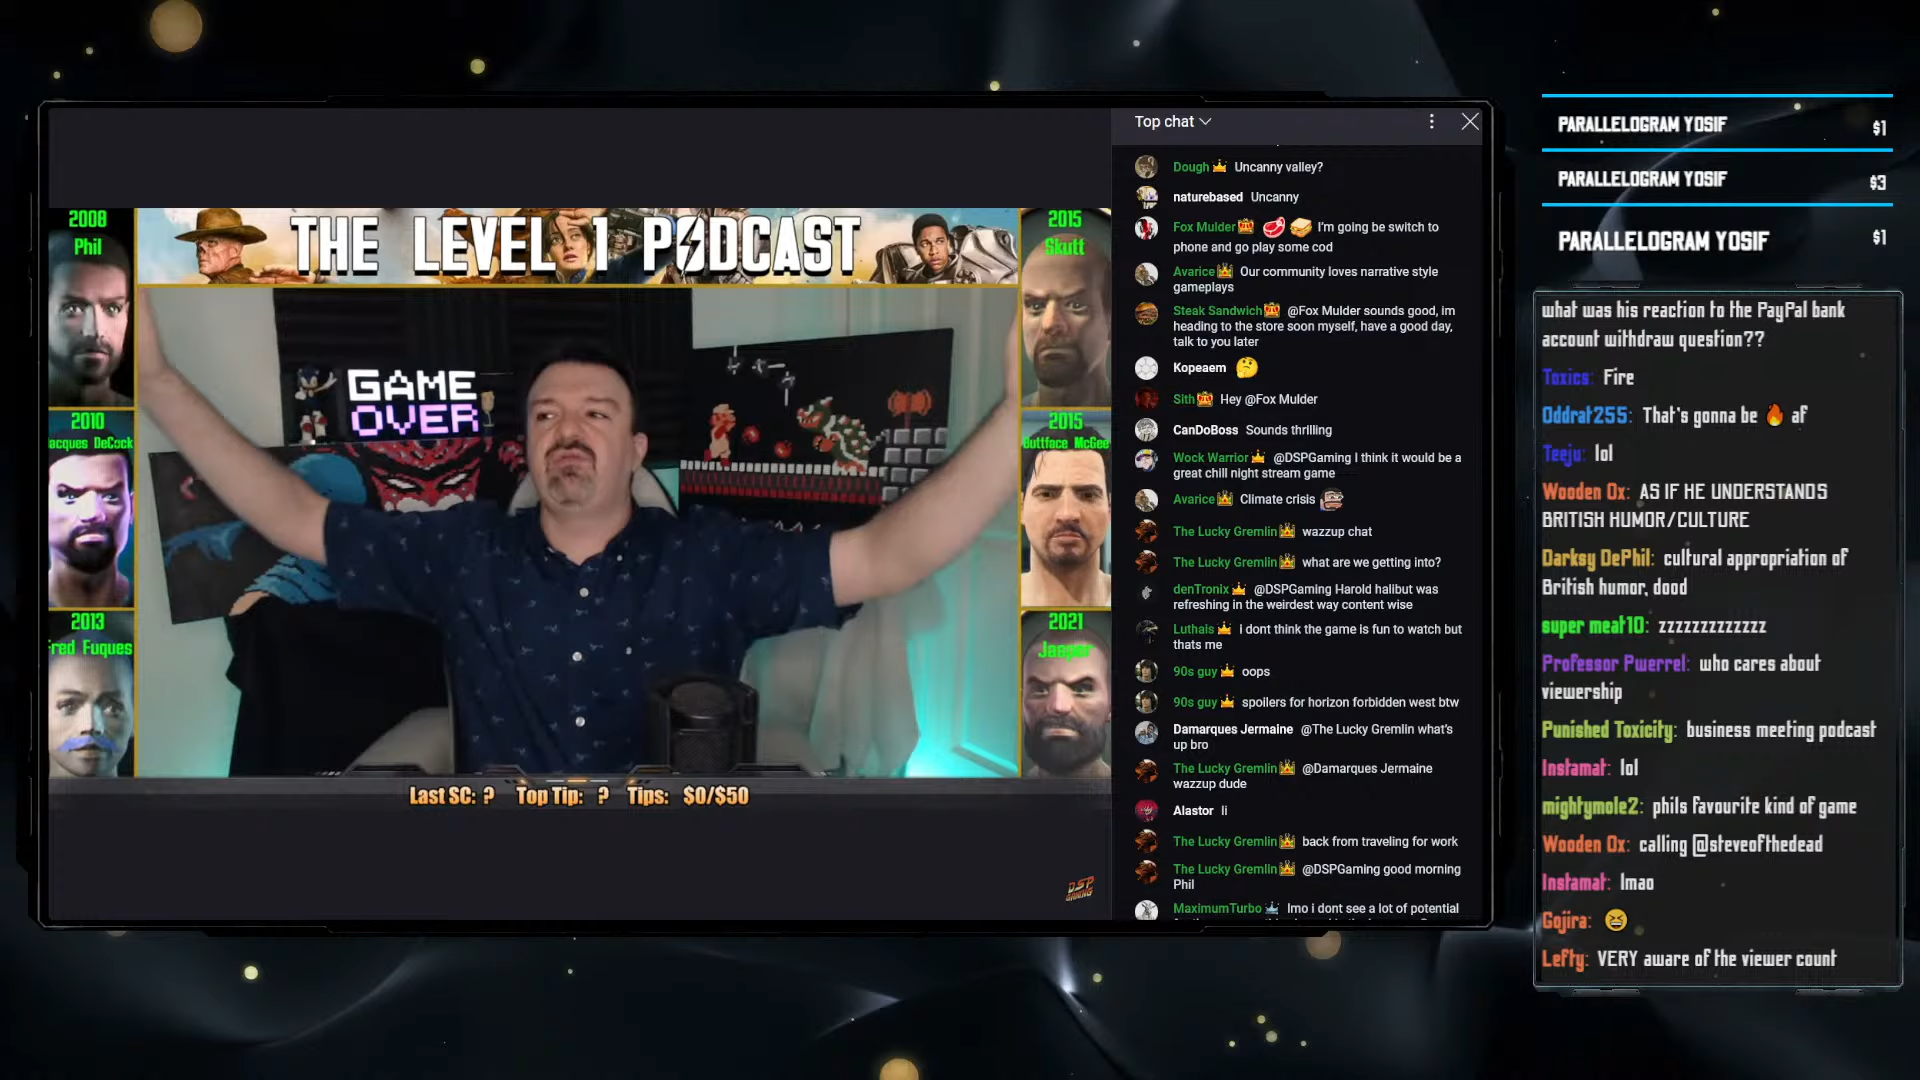 2008
Phil
2010
acques DeCock
2013
red Fuques
THE LEVEL 1 PODCAST
GAME
OVER
2015
Skutt
2015
Buttface McGee
2021
Jeeper
Last SC: ? Top Tip: ? Tips: $0/$50
DSP
GAMING
Top chat
Dough Uncanny valley?
naturebased Uncanny
Fox Mulder 🥩 🥪 I'm going be switch to
phone and go play some cod
Avarice Our community loves narrative style
gameplays
Steak Sandwich @Fox Mulder sounds good, im
heading to the store soon myself, have a good day,
talk to you later
Kopeaem 🤔
Sith Hey @Fox Mulder
CanDoBoss Sounds thrilling
Wock Warrior @DSPGaming I think it would be a
great chill night stream game
Avarice Climate crisis
The Lucky Gremlin wazzup chat
The Lucky Gremlin what are we getting into?
denTronix @DSPGaming Harold halibut was
refreshing in the weirdest way content wise
Luthais i dont think the game is fun to watch but
thats me
90s guy oops
90s guy spoilers for horizon forbidden west btw
Damarques Jermaine @The Lucky Gremlin what's
up bro
The Lucky Gremlin @Damarques Jermaine
wazzup dude
Alastor li
The Lucky Gremlin back from traveling for work
The Lucky Gremlin @DSPGaming good morning
Phil
MaximumTurbo Imo i dont see a lot of potential
PARALLELOGRAM YOSIF $1
PARALLELOGRAM YOSIF $3
PARALLELOGRAM YOSIF $1
what was his reaction to the PayPal bank
account withdraw question??
Toxics: Fire
Oddrat255: That's gonna be 🔥 af
Teeju: lol
Wooden Ox: AS IF HE UNDERSTANDS
BRITISH HUMOR/CULTURE
Darksy DePhil: cultural appropriation of
British humor, dood
super meat10: zzzzzzzzzzzzz
Professor Pwerrel: who cares about
viewership
Punished Toxicity: business meeting podcast
Instamat: lol
mightymole2: phils favourite kind of game
Wooden Ox: calling @steveofthedead
Instamat: lmao
Gojira: 😆
Lefty: VERY aware of the viewer count